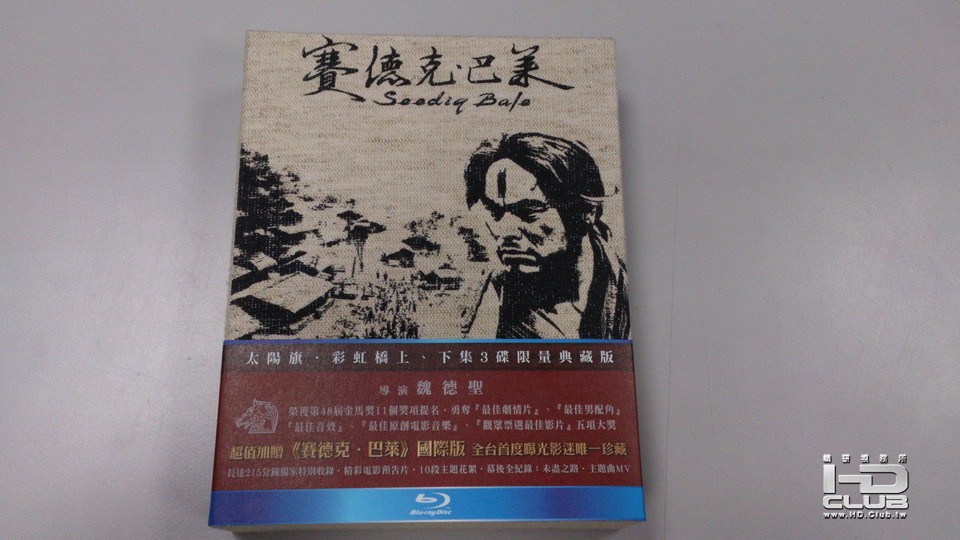 賽德克·巴萊
Seediq Bale
太陽旗·彩虹橋上、下集3碟限量典藏版
導演 魏德聖
榮獲第48屆金馬獎11個獎項提名·勇奪『最佳劇情片』、『最佳男配角』
『最佳音效』、『最佳原創電影音樂』、『觀眾票選最佳影片』五項大獎
超值加贈《賽德克·巴萊》國際版 全台首度曝光影迷唯一珍藏
長達215分鐘獨家特別收錄·精彩電影預告片·10段主題花絮·幕後全紀錄:未盡之路·主題曲MV
Blu-ray Disc
精研視務所
HD
CLUB
www.HD.Club.tw